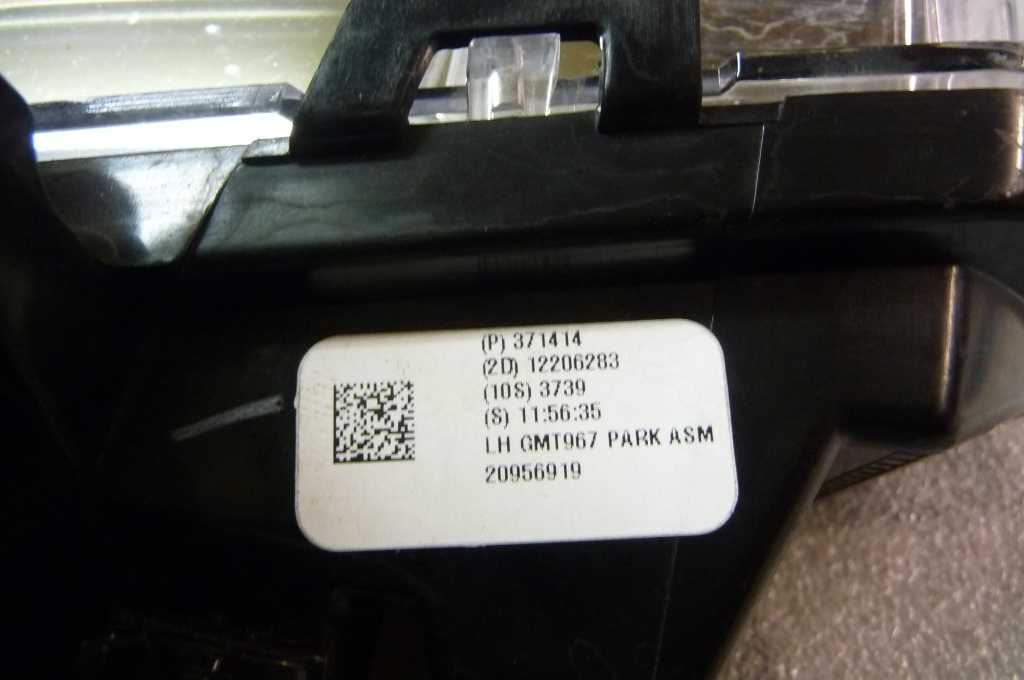 (P) 371414
(2D) 12206283
(10S) 3739
(S) 11:56:35
LH GMT967 PARK ASM
20956919